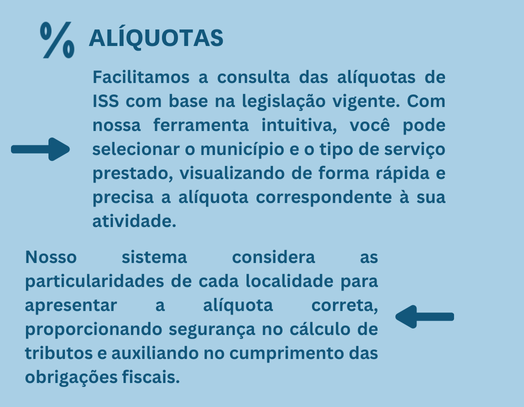 % ALÍQUOTAS
Facilitamos a consulta das alíquotas de
ISS com base na legislação vigente. Com
nossa ferramenta intuitiva, você pode
selecionar o município e o tipo de serviço
prestado, visualizando de forma rápida e
precisa a alíquota correspondente à sua
atividade.
Nosso sistema considera as
particularidades de cada localidade para
apresentar a alíquota correta,
proporcionando segurança no cálculo de
tributos e auxiliando no cumprimento das
obrigações fiscais.